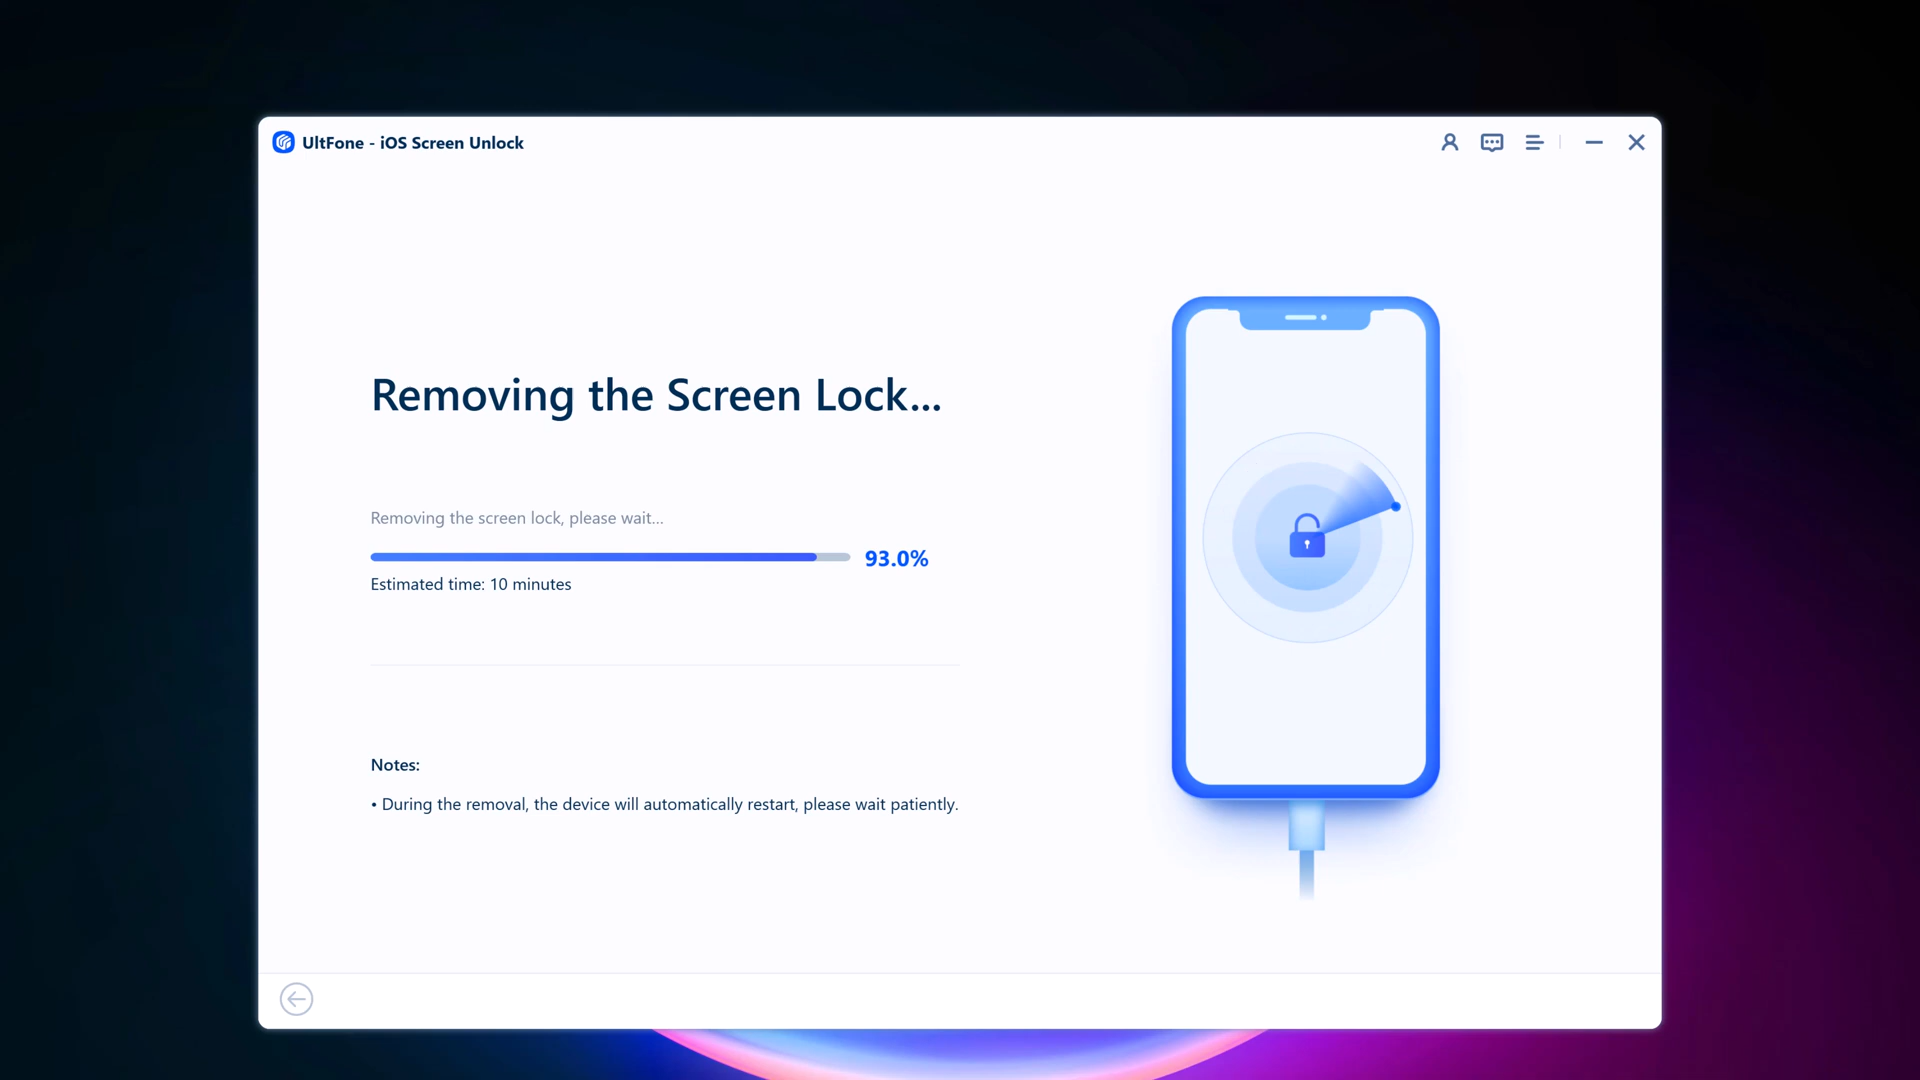 UltFone - iOS Screen Unlock
Removing the Screen Lock...
Removing the screen lock, please wait...
93.0%
Estimated time: 10 minutes
Notes:
• During the removal, the device will automatically restart, please wait patiently.